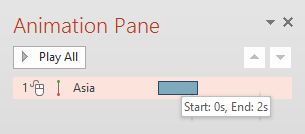 Animation Pane
Play All
1 Asia
Start: 0s, End: 2s